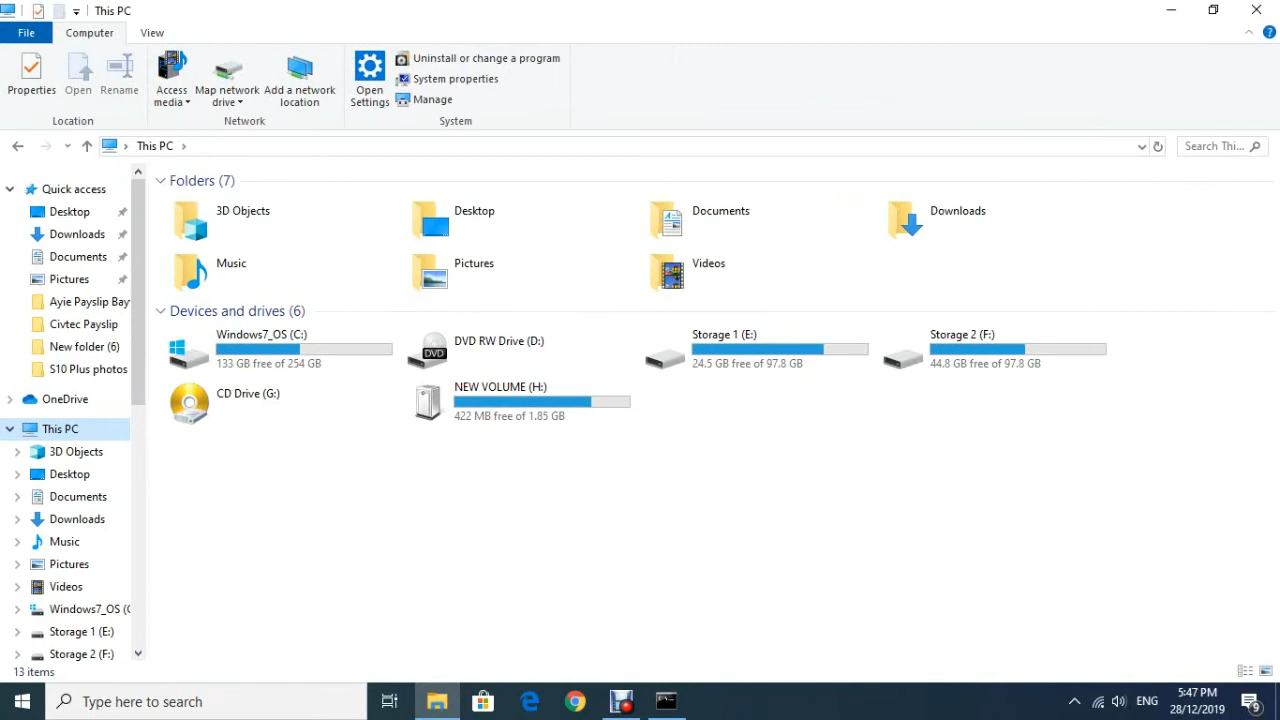 This PC
File
Computer
View
Properties
Open
Rename
Access
media
Map network
drive
Add a network
location
Open
Settings
Uninstall or change a program
System properties
Manage
Location
Network
System
This PC
Search Thi...
Quick access
Desktop
Downloads
Documents
Pictures
Ayie Payslip Bay
Civtec Payslip
New folder (6)
S10 Plus photos
OneDrive
This PC
3D Objects
Desktop
Documents
Downloads
Music
Pictures
Videos
Windows7_OS (C
Storage 1 (E:)
Storage 2 (F:)
Folders (7)
3D Objects
Desktop
Documents
Downloads
Music
Pictures
Videos
Devices and drives (6)
Windows7_OS (C:)
133 GB free of 254 GB
DVD RW Drive (D:)
DVD
Storage 1 (E:)
24.5 GB free of 97.8 GB
Storage 2 (F:)
44.8 GB free of 97.8 GB
CD Drive (G:)
NEW VOLUME (H:)
422 MB free of 1.85 GB
13 items
Type here to search
ENG
5:47 PM
28/12/2019
9